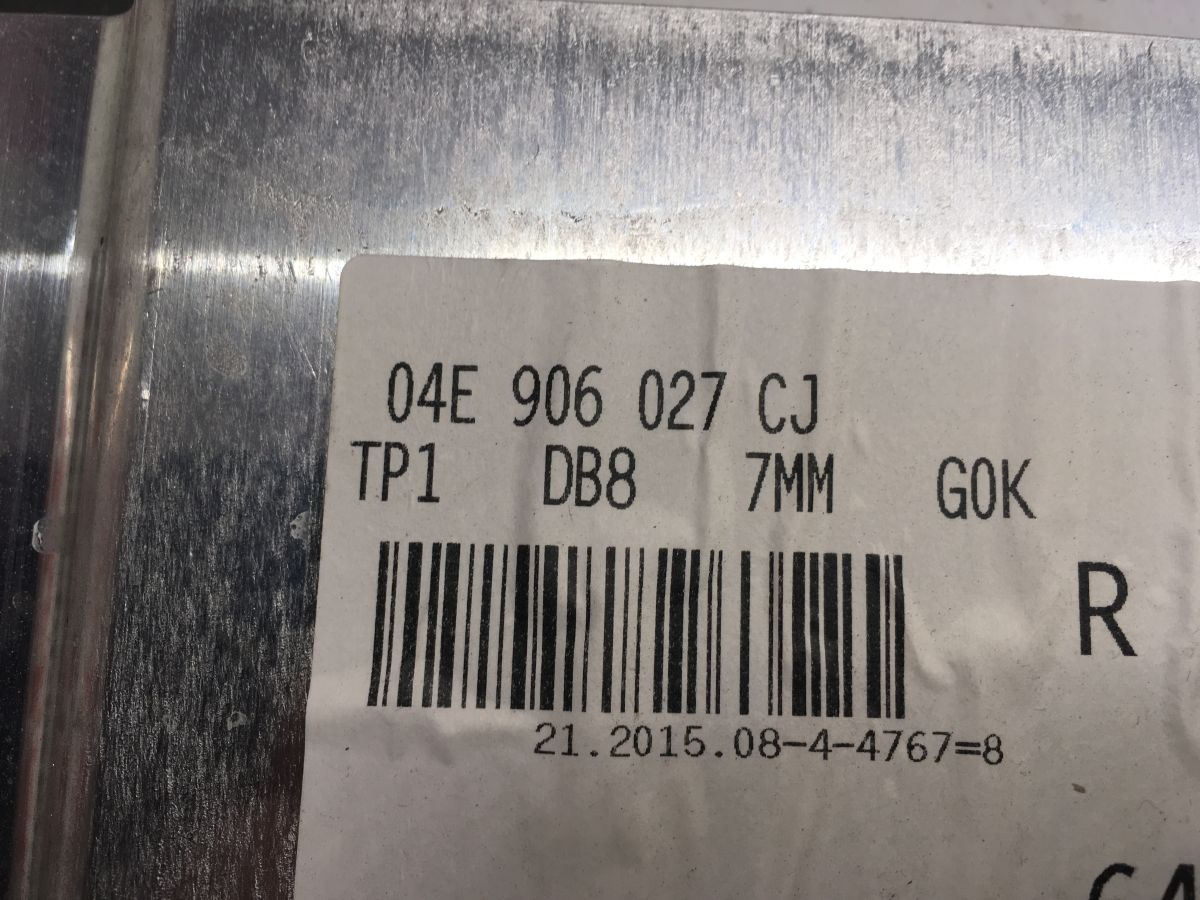 04E 906 027 CJ
TP1 DB8 7MM G0K
R
21.2015.08-4-4767=8